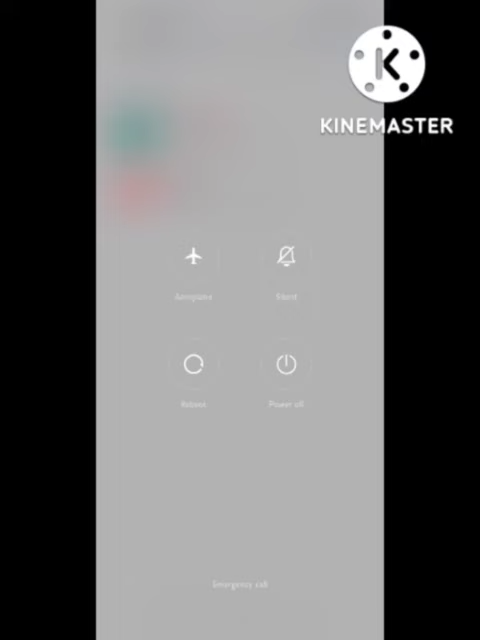 KINEMASTER
Aeroplane
Silent
Reboot
Power off
Emergency call